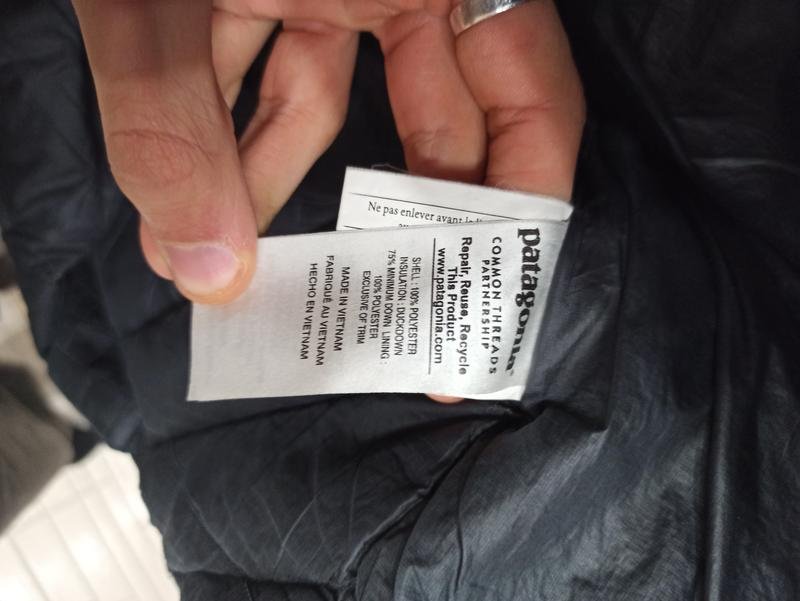 patagonia®
COMMON THREADS
PARTNERSHIP
Repair, Reuse, Recycle
This Product
www.patagonia.com
SHELL : 100% POLYESTER
INSULATION : DUCKDOWN
75% MINIMUM DOWN LINING :
100% POLYESTER
EXCLUSIVE OF TRIM
MADE IN VIETNAM
FABRIQUÉ AU VIETNAM
HECHO EN VIETNAM
Ne pas enlever avant